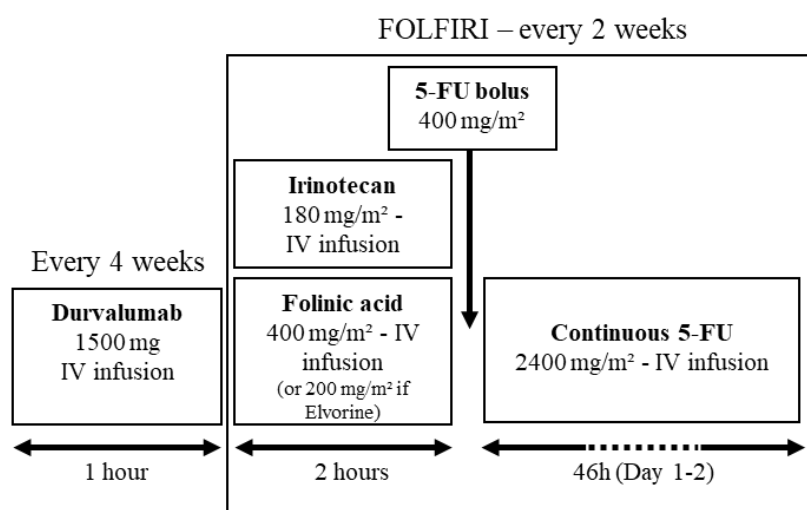 FOLFIRI – every 2 weeks
5-FU bolus
400 mg/m²
Irinotecan
180 mg/m² -
IV infusion
Every 4 weeks
Durvalumab
1500 mg
IV infusion
Folinic acid
400 mg/m² - IV
infusion
(or 200 mg/m² if
Elvorine)
Continuous 5-FU
2400 mg/m² - IV infusion
1 hour
2 hours
46h (Day 1-2)